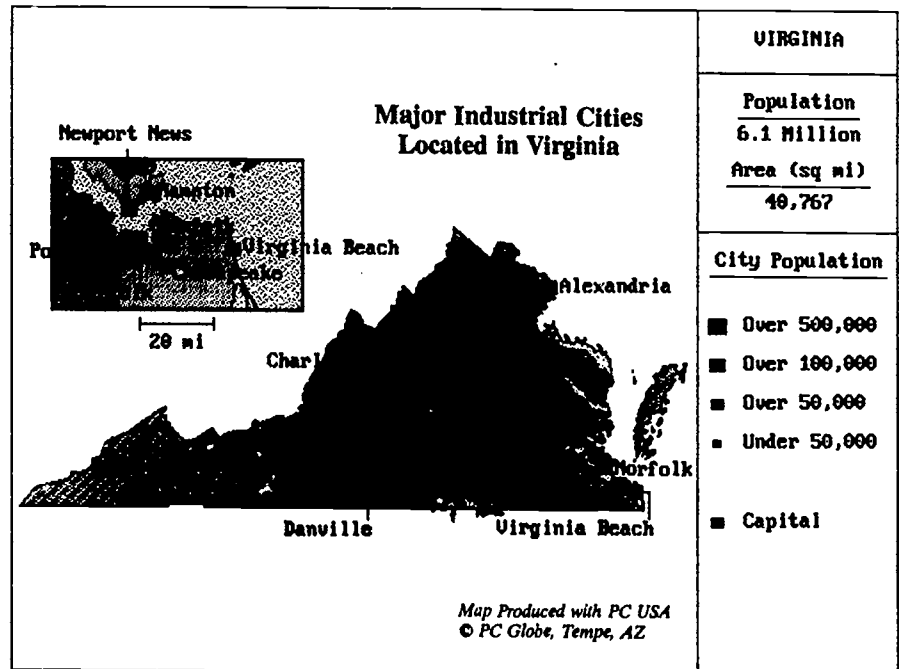 Major Industrial Cities
Located in Virginia
Newport News
Hampton
Virginia Beach
20 mi
Alexandria
Norfolk
Danville
Virginia Beach
Map Produced with PC USA
© PC Globe, Tempe, AZ
VIRGINIA
Population
6.1 Million
Area (sq mi)
40,767
City Population
Over 500,000
Over 100,000
Over 50,000
Under 50,000
Capital